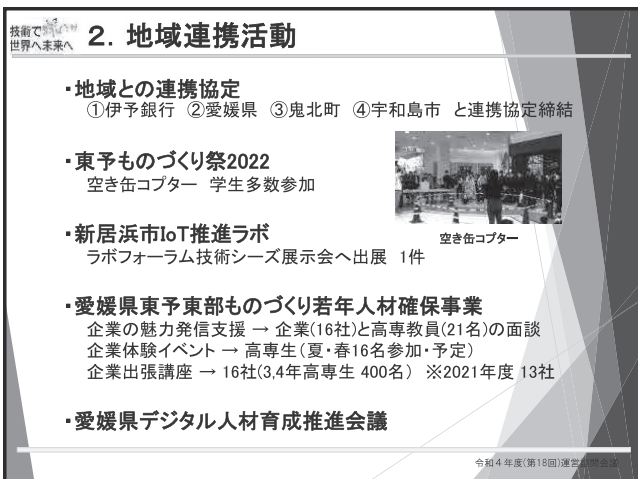 技術で
世界へ未来へ
２．地域連携活動
・地域との連携協定
①伊予銀行　②愛媛県　③鬼北町　④宇和島市　と連携協定締結
・東予ものづくり祭2022
空き缶コプター　学生多数参加
空き缶コプター
・新居浜市IoT推進ラボ
ラボフォーラム技術シーズ展示会へ出展　1件
・愛媛県東予東部ものづくり若年人材確保事業
企業の魅力発信支援 → 企業(16社)と高専教員(21名)の面談
企業体験イベント → 高専生（夏・春16名参加・予定）
企業出張講座 → 16社(3,4年高専生 400名)　※2021年度 13社
・愛媛県デジタル人材育成推進会議
令和４年度(第18回)運営諮問会議